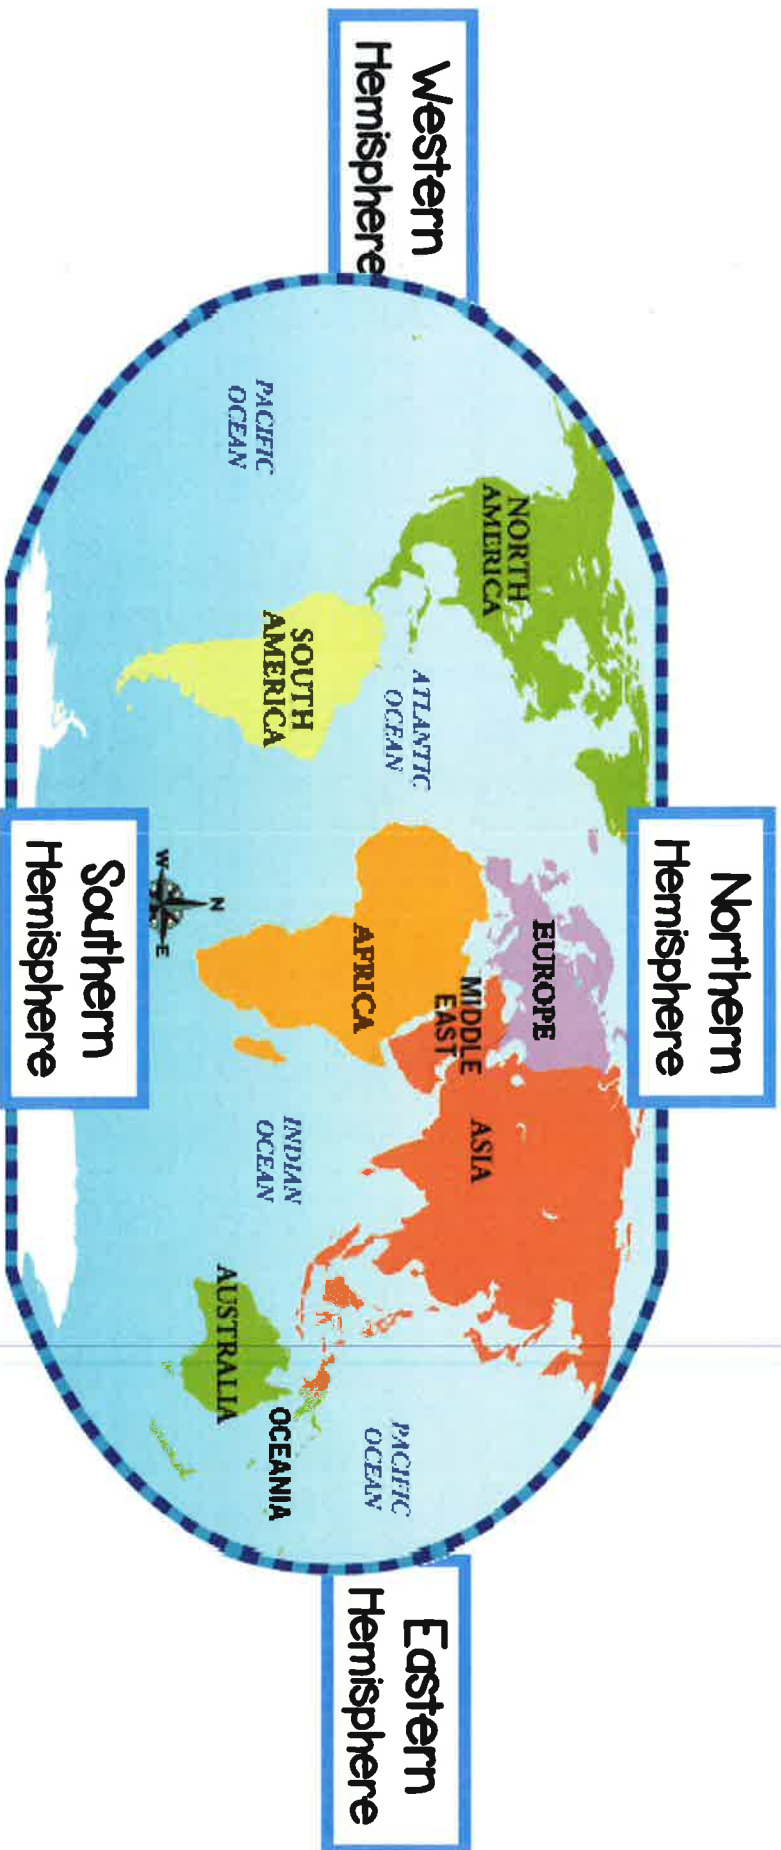 Northern
Hemisphere
Western
Hemisphere
NORTH
AMERICA
EUROPE
ASIA
MIDDLE
EAST
ATLANTIC
OCEAN
PACIFIC
OCEAN
AFRICA
PACIFIC
OCEAN
SOUTH
AMERICA
INDIAN
OCEAN
OCEANIA
AUSTRALIA
N
W
E
Eastern
Hemisphere
Southern
Hemisphere